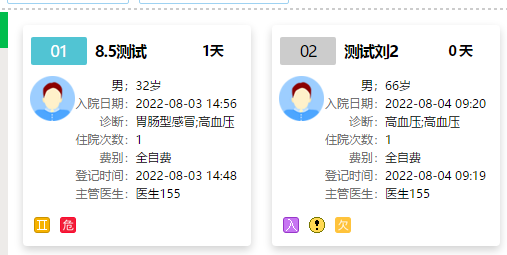 01 8.5测试 1天
男; 32岁
入院日期: 2022-08-03 14:56
诊断: 胃肠型感冒;高血压
住院次数: 1
费别: 全自费
登记时间: 2022-08-03 14:48
主管医生: 医生155
II 危
02 测试刘2 0天
男; 66岁
入院日期: 2022-08-04 09:20
诊断: 高血压;高血压
住院次数: 1
费别: 全自费
登记时间: 2022-08-04 09:19
主管医生: 医生155
入 ! 欠